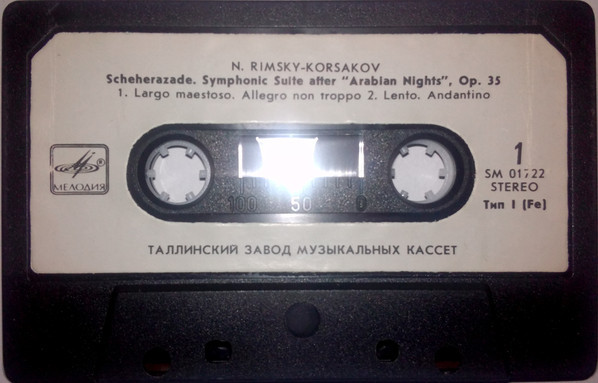 N. RIMSKY-KORSAKOV
Scheherazade. Symphonic Suite after "Arabian Nights", Op. 35
1. Largo maestoso. Allegro non troppo 2. Lento. Andantino
МЕЛОДИЯ
100 50 0
1
SM 01722
STEREO
Тип I (Fe)
ТАЛЛИНСКИЙ ЗАВОД МУЗЫКАЛЬНЫХ КАССЕТ